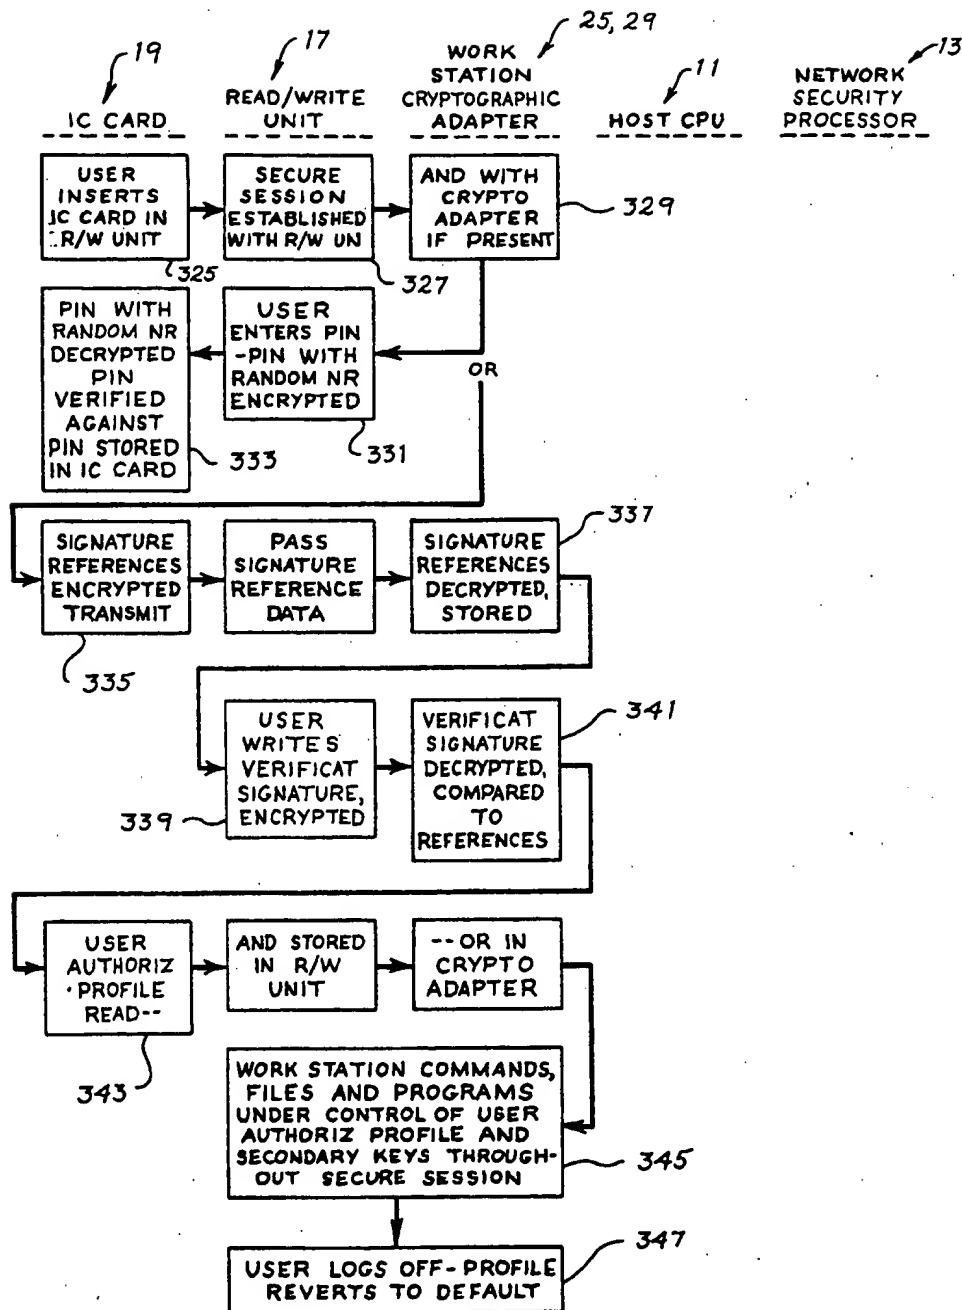 19
17
25, 29
11
13
IC CARD
READ/WRITE
UNIT
WORK
STATION
CRYPTOGRAPHIC
ADAPTER
HOST CPU
NETWORK
SECURITY
PROCESSOR
USER
INSERTS
IC CARD IN
R/W UNIT
325
SECURE
SESSION
ESTABLISHED
WITH R/W UN
327
AND WITH
CRYPTO
ADAPTER
IF PRESENT
329
PIN WITH
RANDOM NR
DECRYPTED
PIN
VERIFIED
AGAINST
PIN STORED
IN IC CARD
333
USER
ENTERS PIN
-PIN WITH
RANDOM NR
ENCRYPTED
331
OR
SIGNATURE
REFERENCES
ENCRYPTED
TRANSMIT
335
PASS
SIGNATURE
REFERENCE
DATA
SIGNATURE
REFERENCES
DECRYPTED,
STORED
337
USER
WRITES
VERIFICAT
SIGNATURE,
ENCRYPTED
339
VERIFICAT
SIGNATURE
DECRYPTED,
COMPARED
TO
REFERENCES
341
USER
AUTHORIZ
PROFILE
READ--
343
AND STORED
IN R/W
UNIT
--OR IN
CRYPTO
ADAPTER
WORK STATION COMMANDS,
FILES AND PROGRAMS
UNDER CONTROL OF USER
AUTHORIZ PROFILE AND
SECONDARY KEYS THROUGH-
OUT SECURE SESSION
345
USER LOGS OFF-PROFILE
REVERTS TO DEFAULT
347